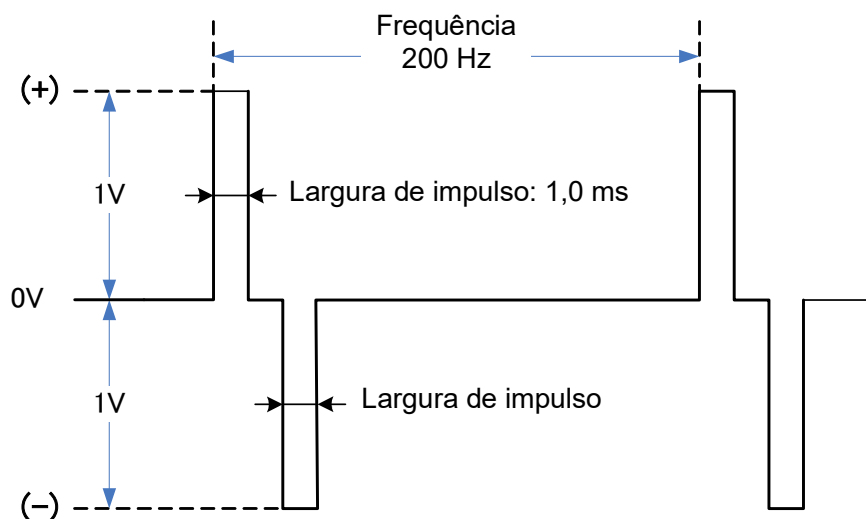 Frequência
200 Hz
(+)
1V
Largura de impulso: 1,0 ms
0V
1V
Largura de impulso
(−)